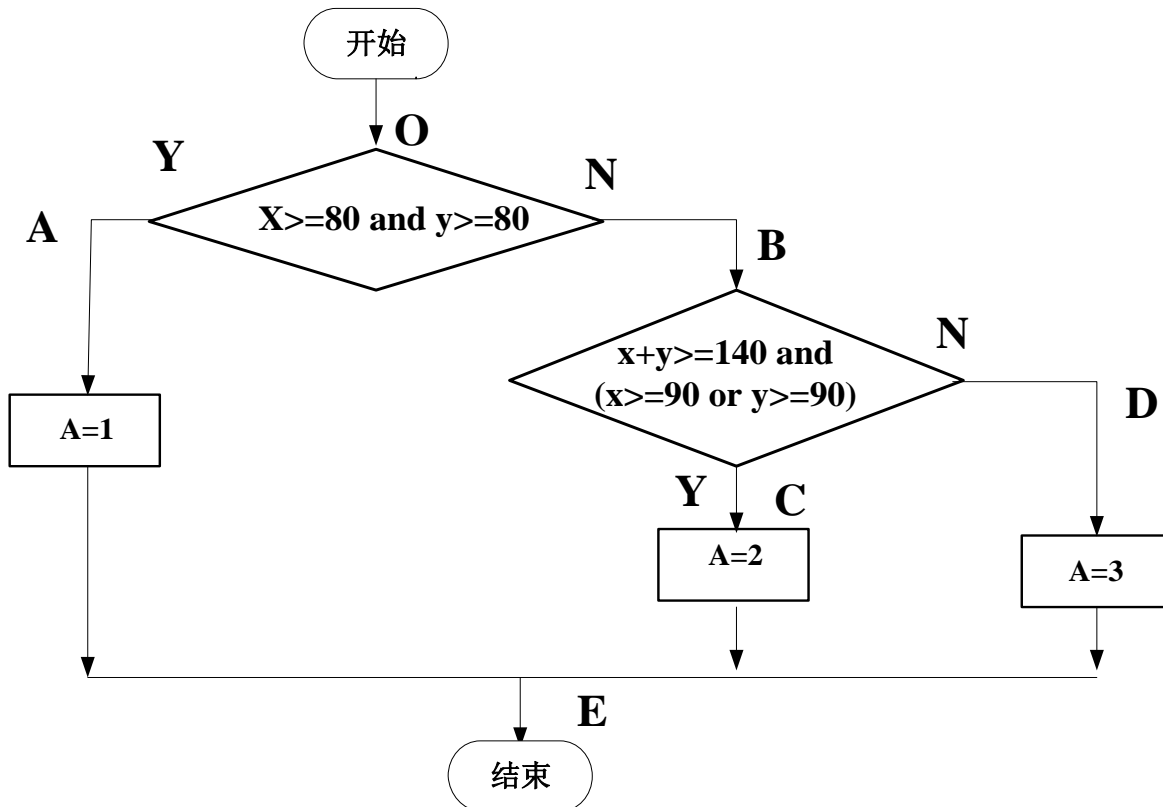 开始
O
Y
N
X>=80 and y>=80
A
B
N
x+y>=140 and
(x>=90 or y>=90)
D
A=1
Y
C
A=2
A=3
E
结束